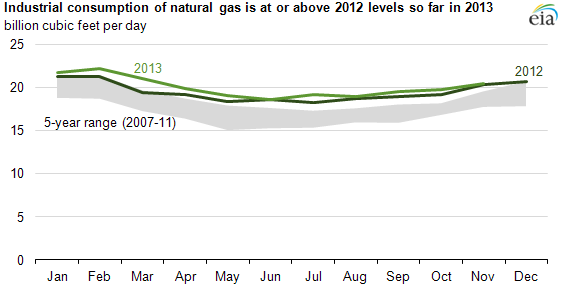 Industrial consumption of natural gas is at or above 2012 levels so far in 2013
billion cubic feet per day
eia
25
20
15
10
5
0
2013
2012
5-year range (2007-11)
Jan Feb Mar Apr May Jun Jul Aug Sep Oct Nov Dec